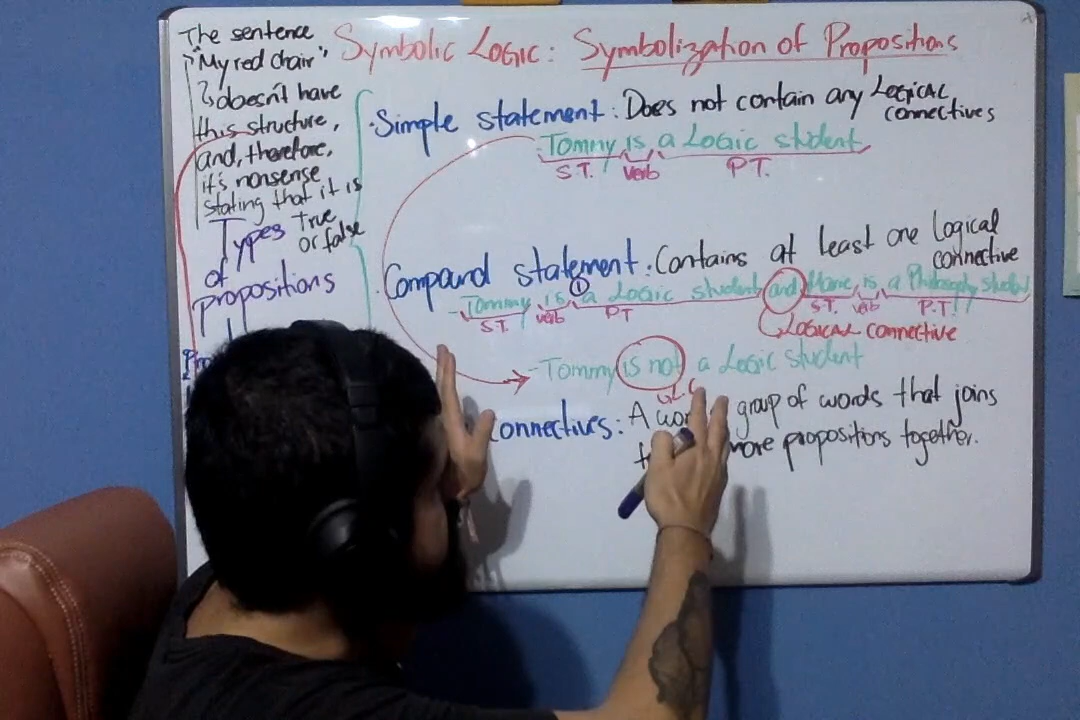 The sentence
"My red chair"
doesn't have
this structure,
and, therefore,
it's nonsense
stating that it is
True
or false
Types
of
propositions
Symbolic Logic: Symbolization of Propositions
Simple statement: Does not contain any Logical
connectives
Tommy is a Logic student
S.T. verb P.T.
Compound statement: Contains at least one logical
connective
1
- Tommy is a Logic student and Marie is a Philosophy student
S.T. verb P.T S.T. verb P.T.
Logical connective
- Tommy is not a Logic student
L.C
connectives: A group of words that joins
more propositions together.